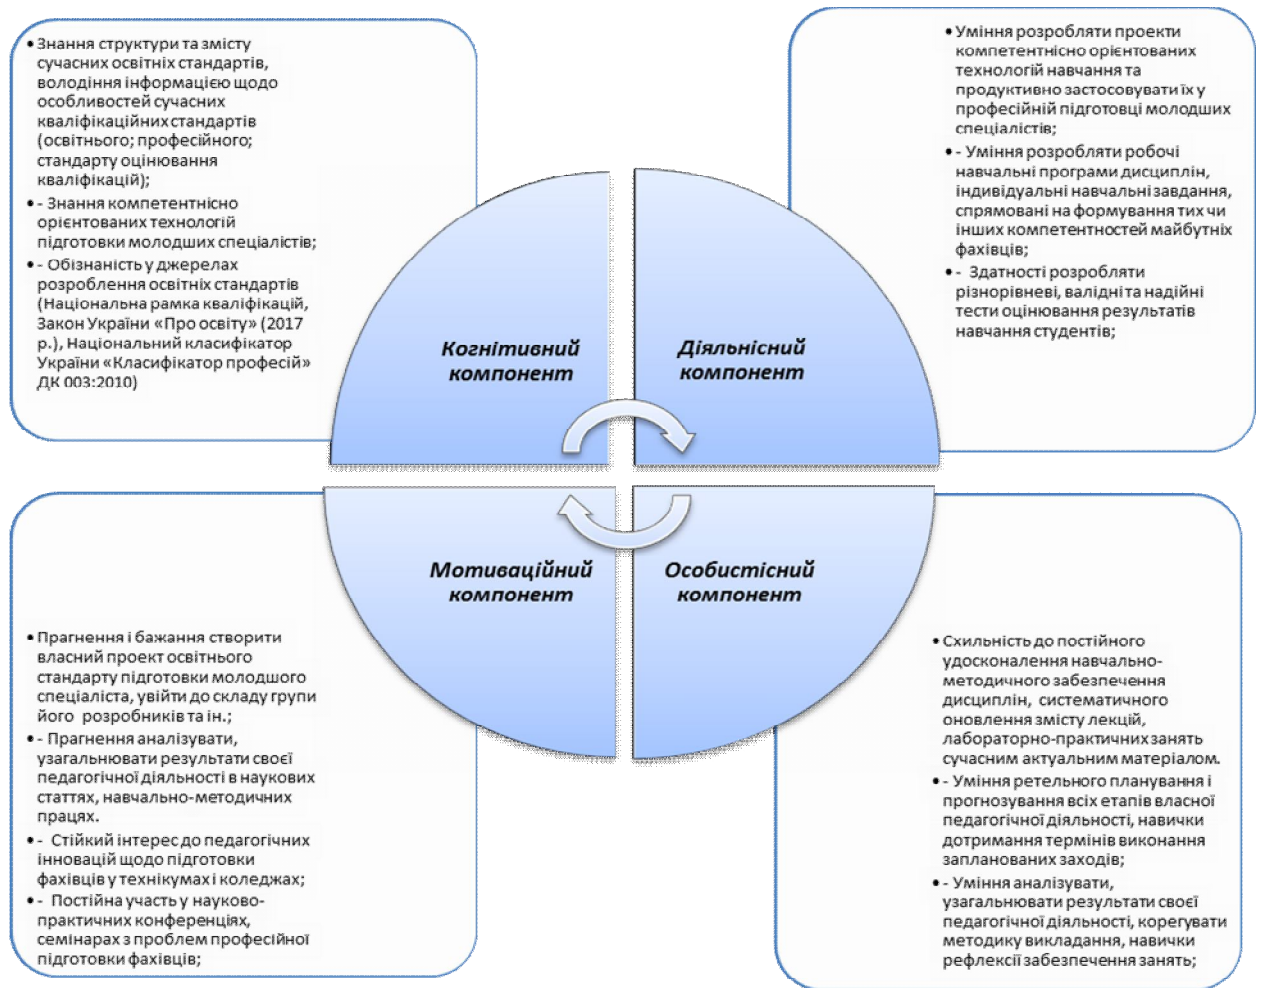 •Знання структури та змісту
сучасних освітніх стандартів,
володіння інформацією щодо
особливостей сучасних
кваліфікаційних стандартів
(освітнього; професійного;
стандарту оцінювання
кваліфікацій);
•- Знання компетентнісно
орієнтованих технологій
підготовки молодших спеціалістів;
•- Обізнаність у джерелах
розроблення освітніх стандартів
(Національна рамка кваліфікацій,
Закон України «Про освіту» (2017
р.), Національний класифікатор
України «Класифікатор професій»
ДК 003:2010)
•Уміння розробляти проекти
компетентнісно орієнтованих
технологій навчання та
продуктивно застосовувати їх у
професійній підготовці молодших
спеціалістів;
•- Уміння розробляти робочі
навчальні програми дисциплін,
індивідуальні навчальні завдання,
спрямовані на формування тих чи
інших компетентностей майбутніх
фахівців;
•- Здатності розробляти
різнорівневі, валідні та надійні
тести оцінювання результатів
навчання студентів;
Когнітивний
компонент
Діяльнісний
компонент
Мотиваційний
компонент
Особистісний
компонент
•Прагнення і бажання створити
власний проект освітнього
стандарту підготовки молодшого
спеціаліста, увійти до складу групи
його розробників та ін.;
•- Прагнення аналізувати,
узагальнювати результати своєї
педагогічної діяльності в наукових
статтях, навчально-методичних
працях.
•- Стійкий інтерес до педагогічних
інновацій щодо підготовки
фахівців у технікумах і коледжах;
•- Постійна участь у науково-
практичних конференціях,
семінарах з проблем професійної
підготовки фахівців;
•Схильність до постійного
удосконалення навчально-
методичного забезпечення
дисциплін, систематичного
оновлення змісту лекцій,
лабораторно-практичних занять
сучасним актуальним матеріалом.
•- Уміння ретельного планування і
прогнозування всіх етапів власної
педагогічної діяльності, навички
дотримання термінів виконання
запланованих заходів;
•- Уміння аналізувати,
узагальнювати результати своєї
педагогічної діяльності, корегувати
методику викладання, навички
рефлексії забезпечення занять;